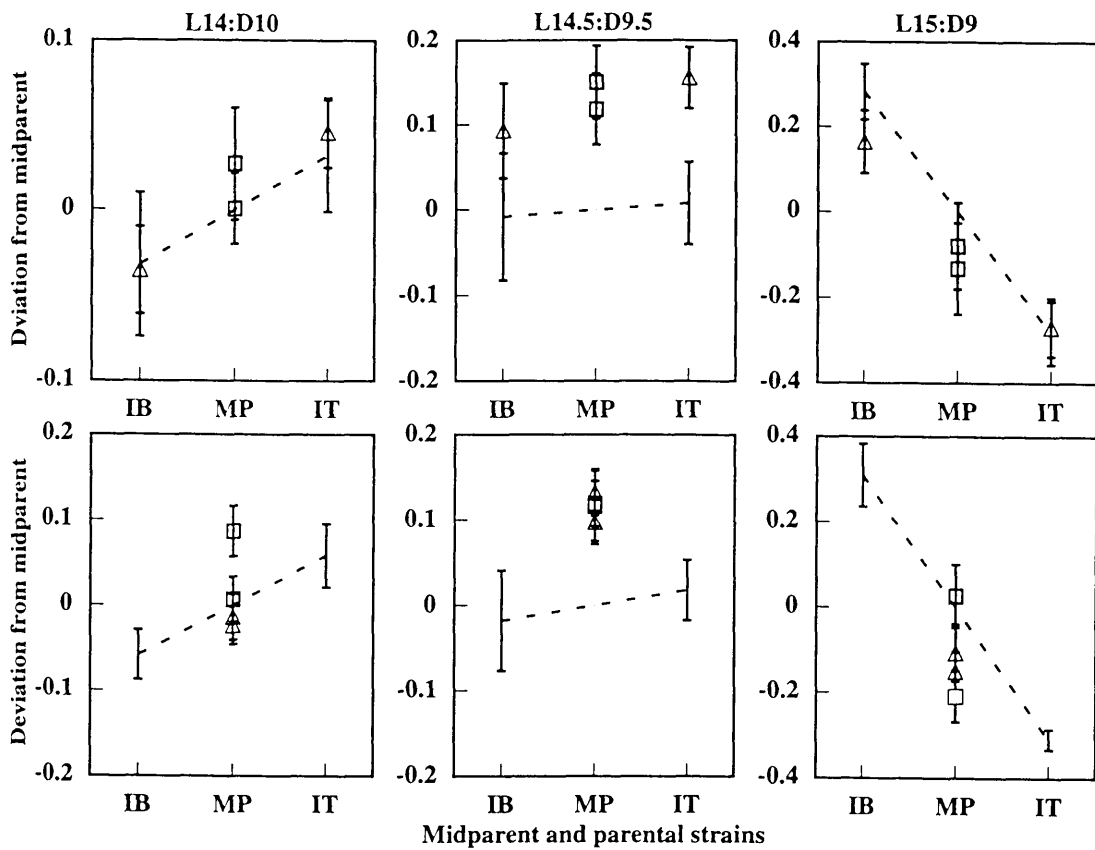 L14:D10 L14.5:D9.5 L15:D9
Dviation from midparent
0.1 0 -0.1
0.2 0.1 0 -0.1 -0.2
0.4 0.2 0 -0.2 -0.4
IB MP IT IB MP IT IB MP IT
Deviation from midparent
0.2 0.1 0 -0.1 -0.2
0.2 0.1 0 -0.1 -0.2
0.4 0.2 0 -0.2 -0.4
IB MP IT IB MP IT IB MP IT
Midparent and parental strains